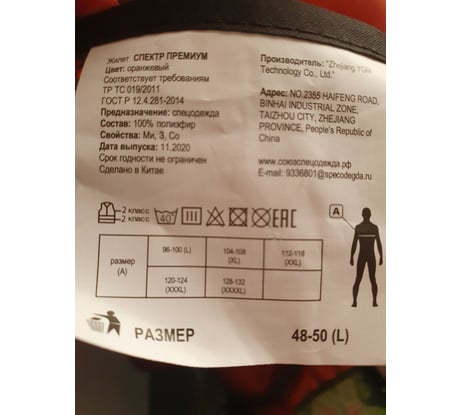 Жилет СПЕКТР ПРЕМИУМ
Цвет: оранжевый
Соответствует требованиям
ТР ТС 019/2011
ГОСТ Р 12.4.281-2014
Предназначение: спецодежда
Состав: 100% полиэфир
Свойства: Ми, З, Со
Дата выпуска: 11.2020
Срок годности не ограничен
Сделано в Китае
Производитель: "Zhejiang YGM
Technology Co., Ltd."
Адрес: NO.2355 HAIFENG ROAD,
BINHAI INDUSTRIAL ZONE,
TAIZHOU CITY, ZHEJIANG
PROVINCE, People's Republic of
China
www.союзспецодежда.рф
E-mail: 9336801@specodegda.ru
2 класс
2 класс
40
EAC
A
размер
(A)
96-100 (L)
104-108
(XL)
112-116
(XXL)
120-124
(XXXL)
128-132
(XXXXL)
РАЗМЕР
48-50 (L)